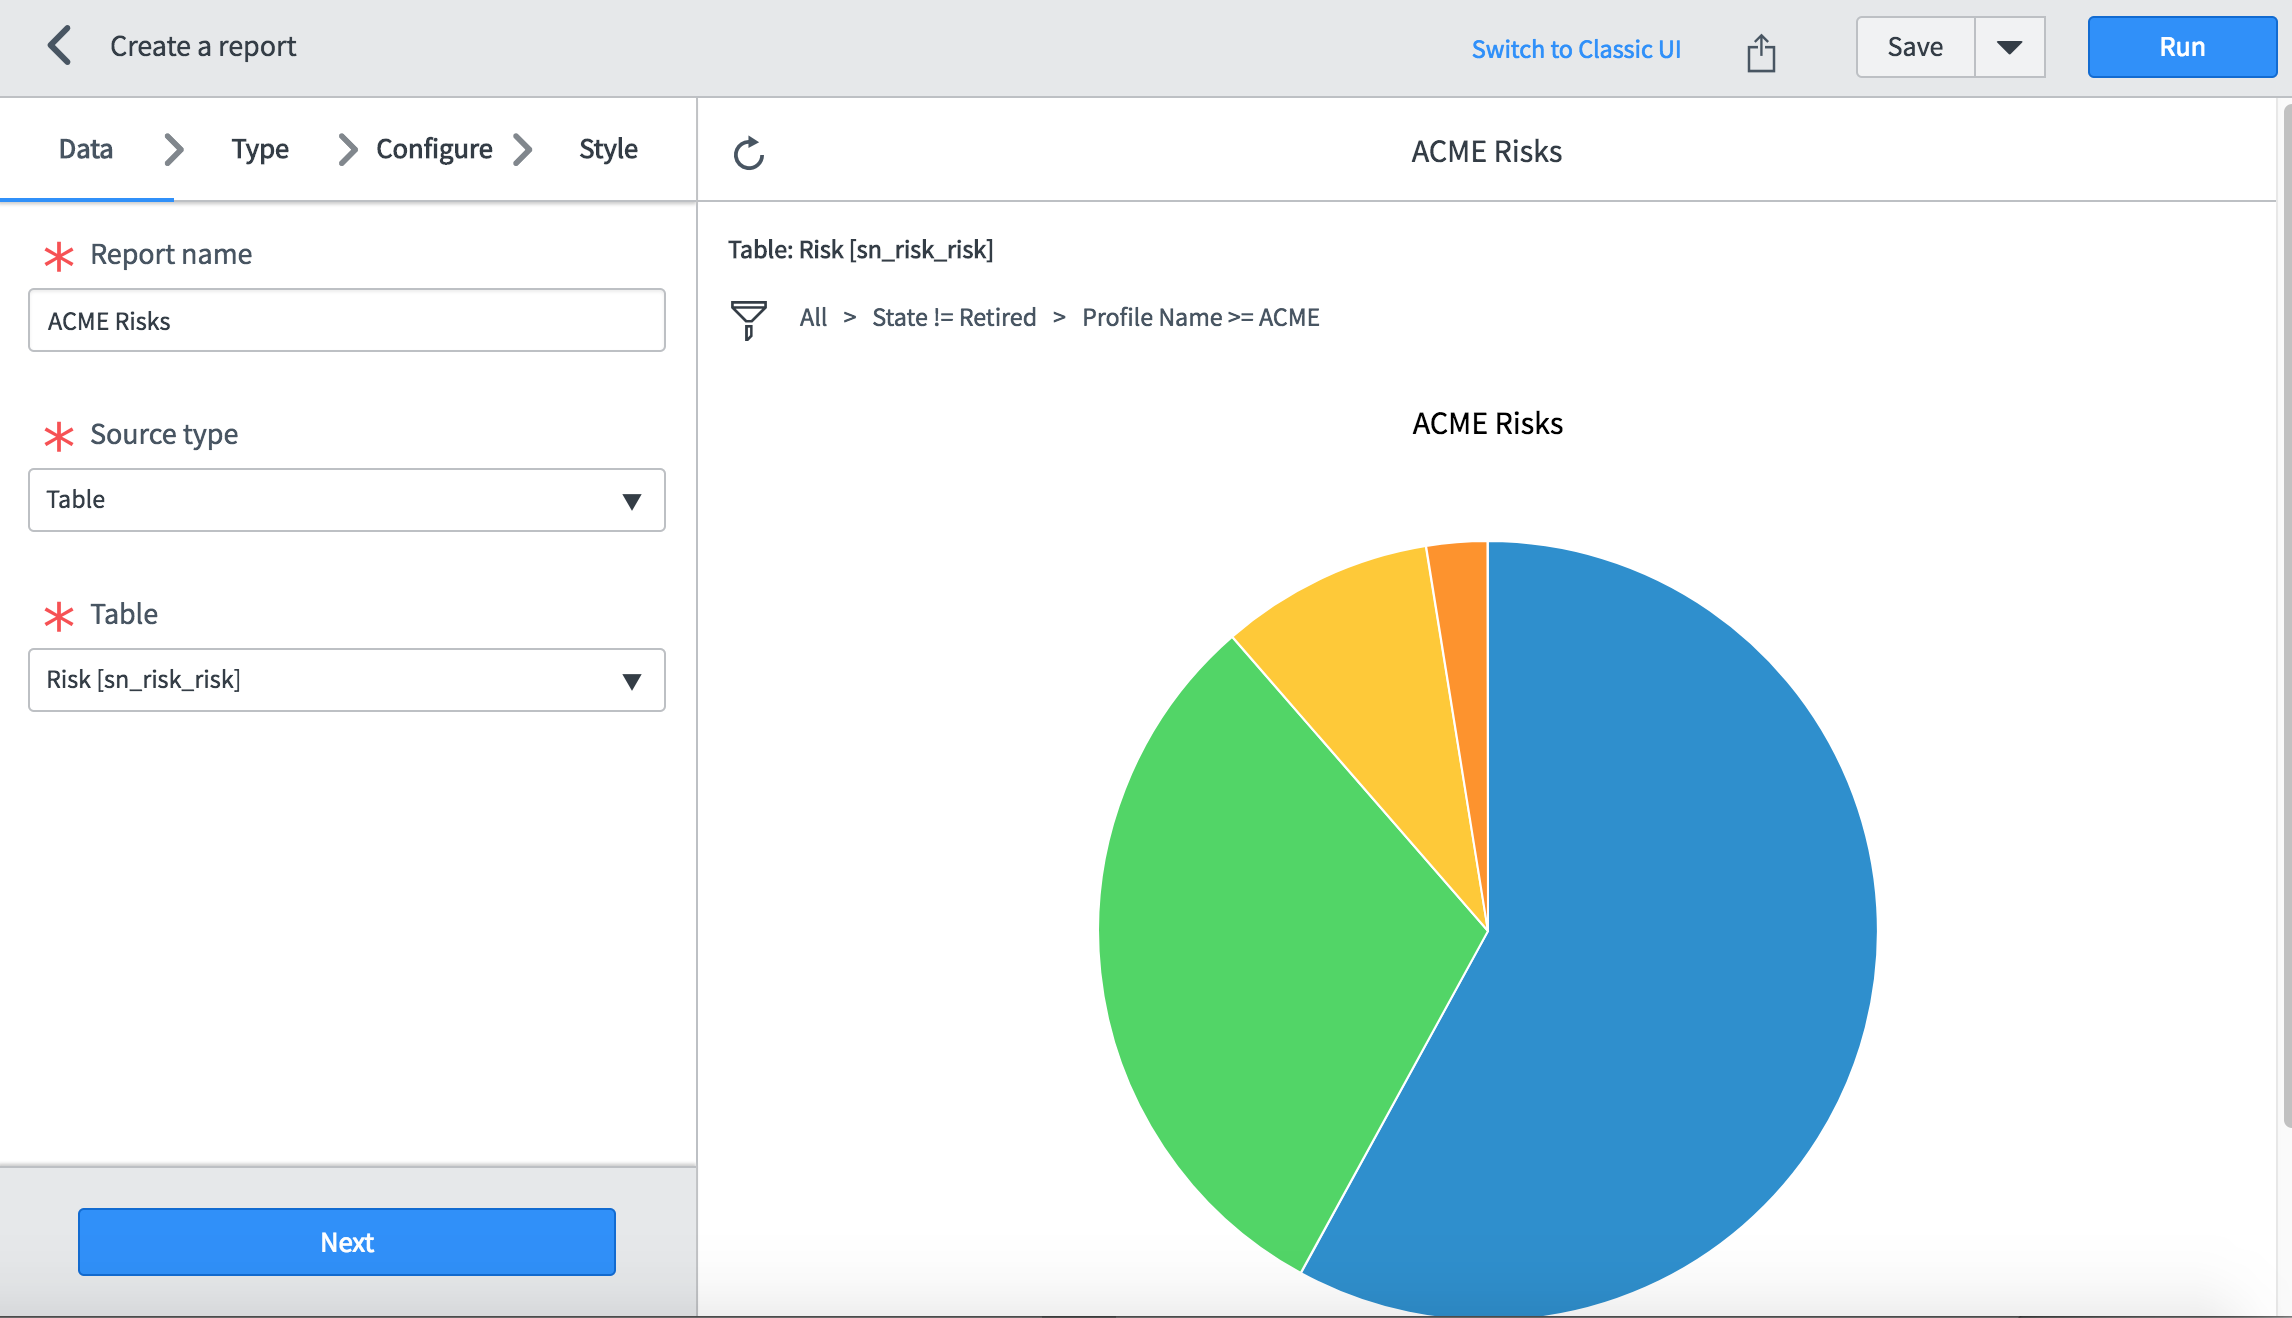 Create a report
Switch to Classic UI
Save
Run
Data
Type
Configure
Style
ACME Risks
Report name
ACME Risks
Source type
Table
Table
Risk [sn_risk_risk]
Next
Table: Risk [sn_risk_risk]
All > State != Retired > Profile Name >= ACME
ACME Risks